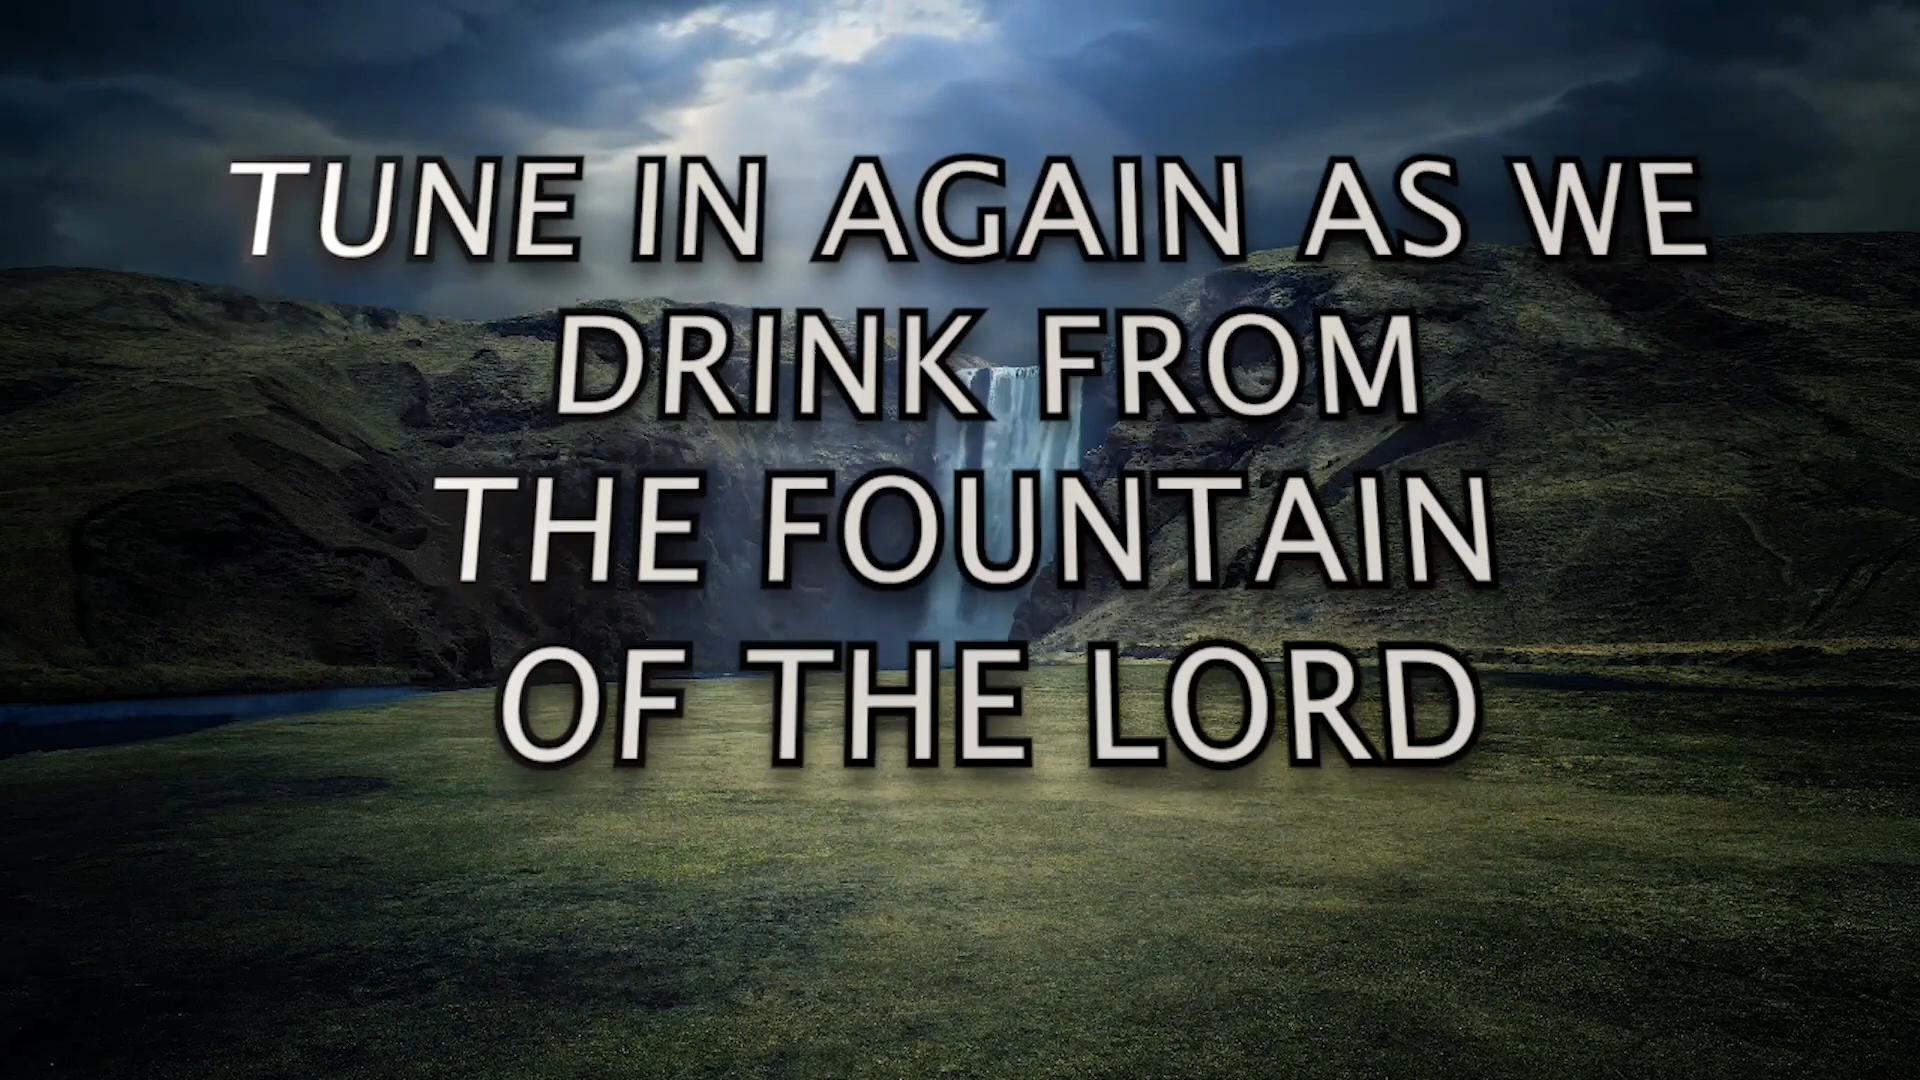 TUNE IN AGAIN AS WE
DRINK FROM
THE FOUNTAIN
OF THE LORD